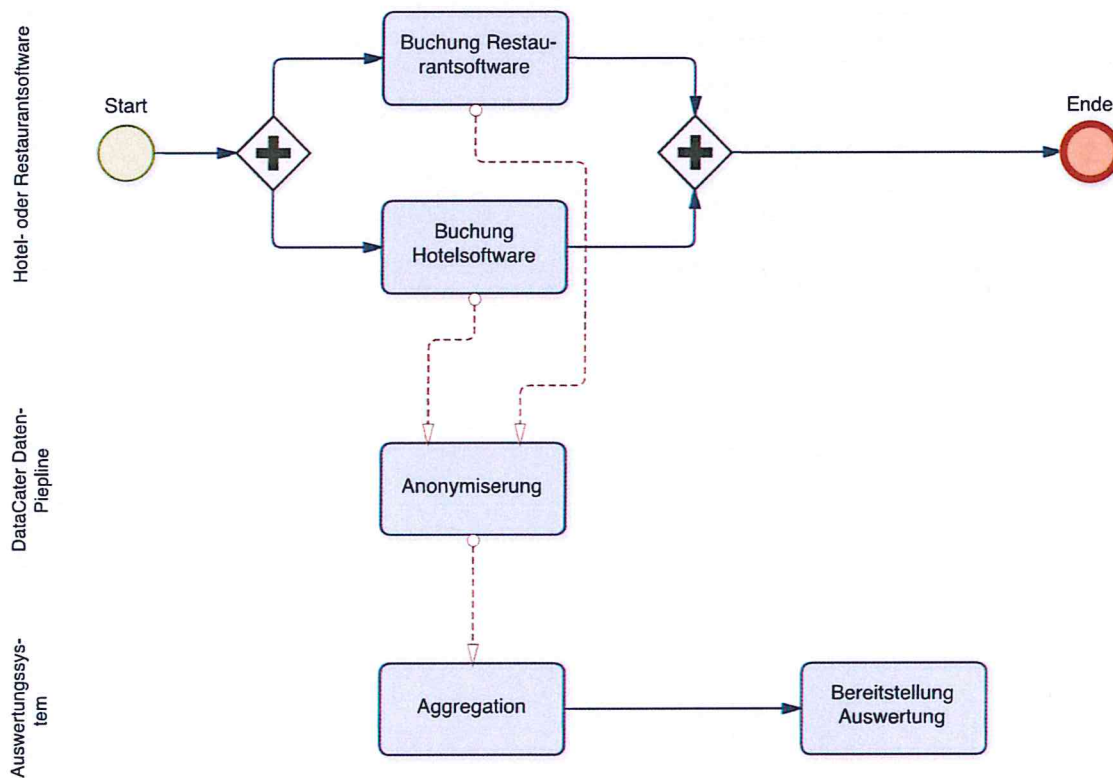 Hotel- oder Restaurantsoftware
Start
Buchung Restau-
rantsoftware
Buchung
Hotelsoftware
Ende
DataCater Daten-
Piepline
Anonymiserung
Auswertungssys-
tem
Aggregation
Bereitstellung
Auswertung